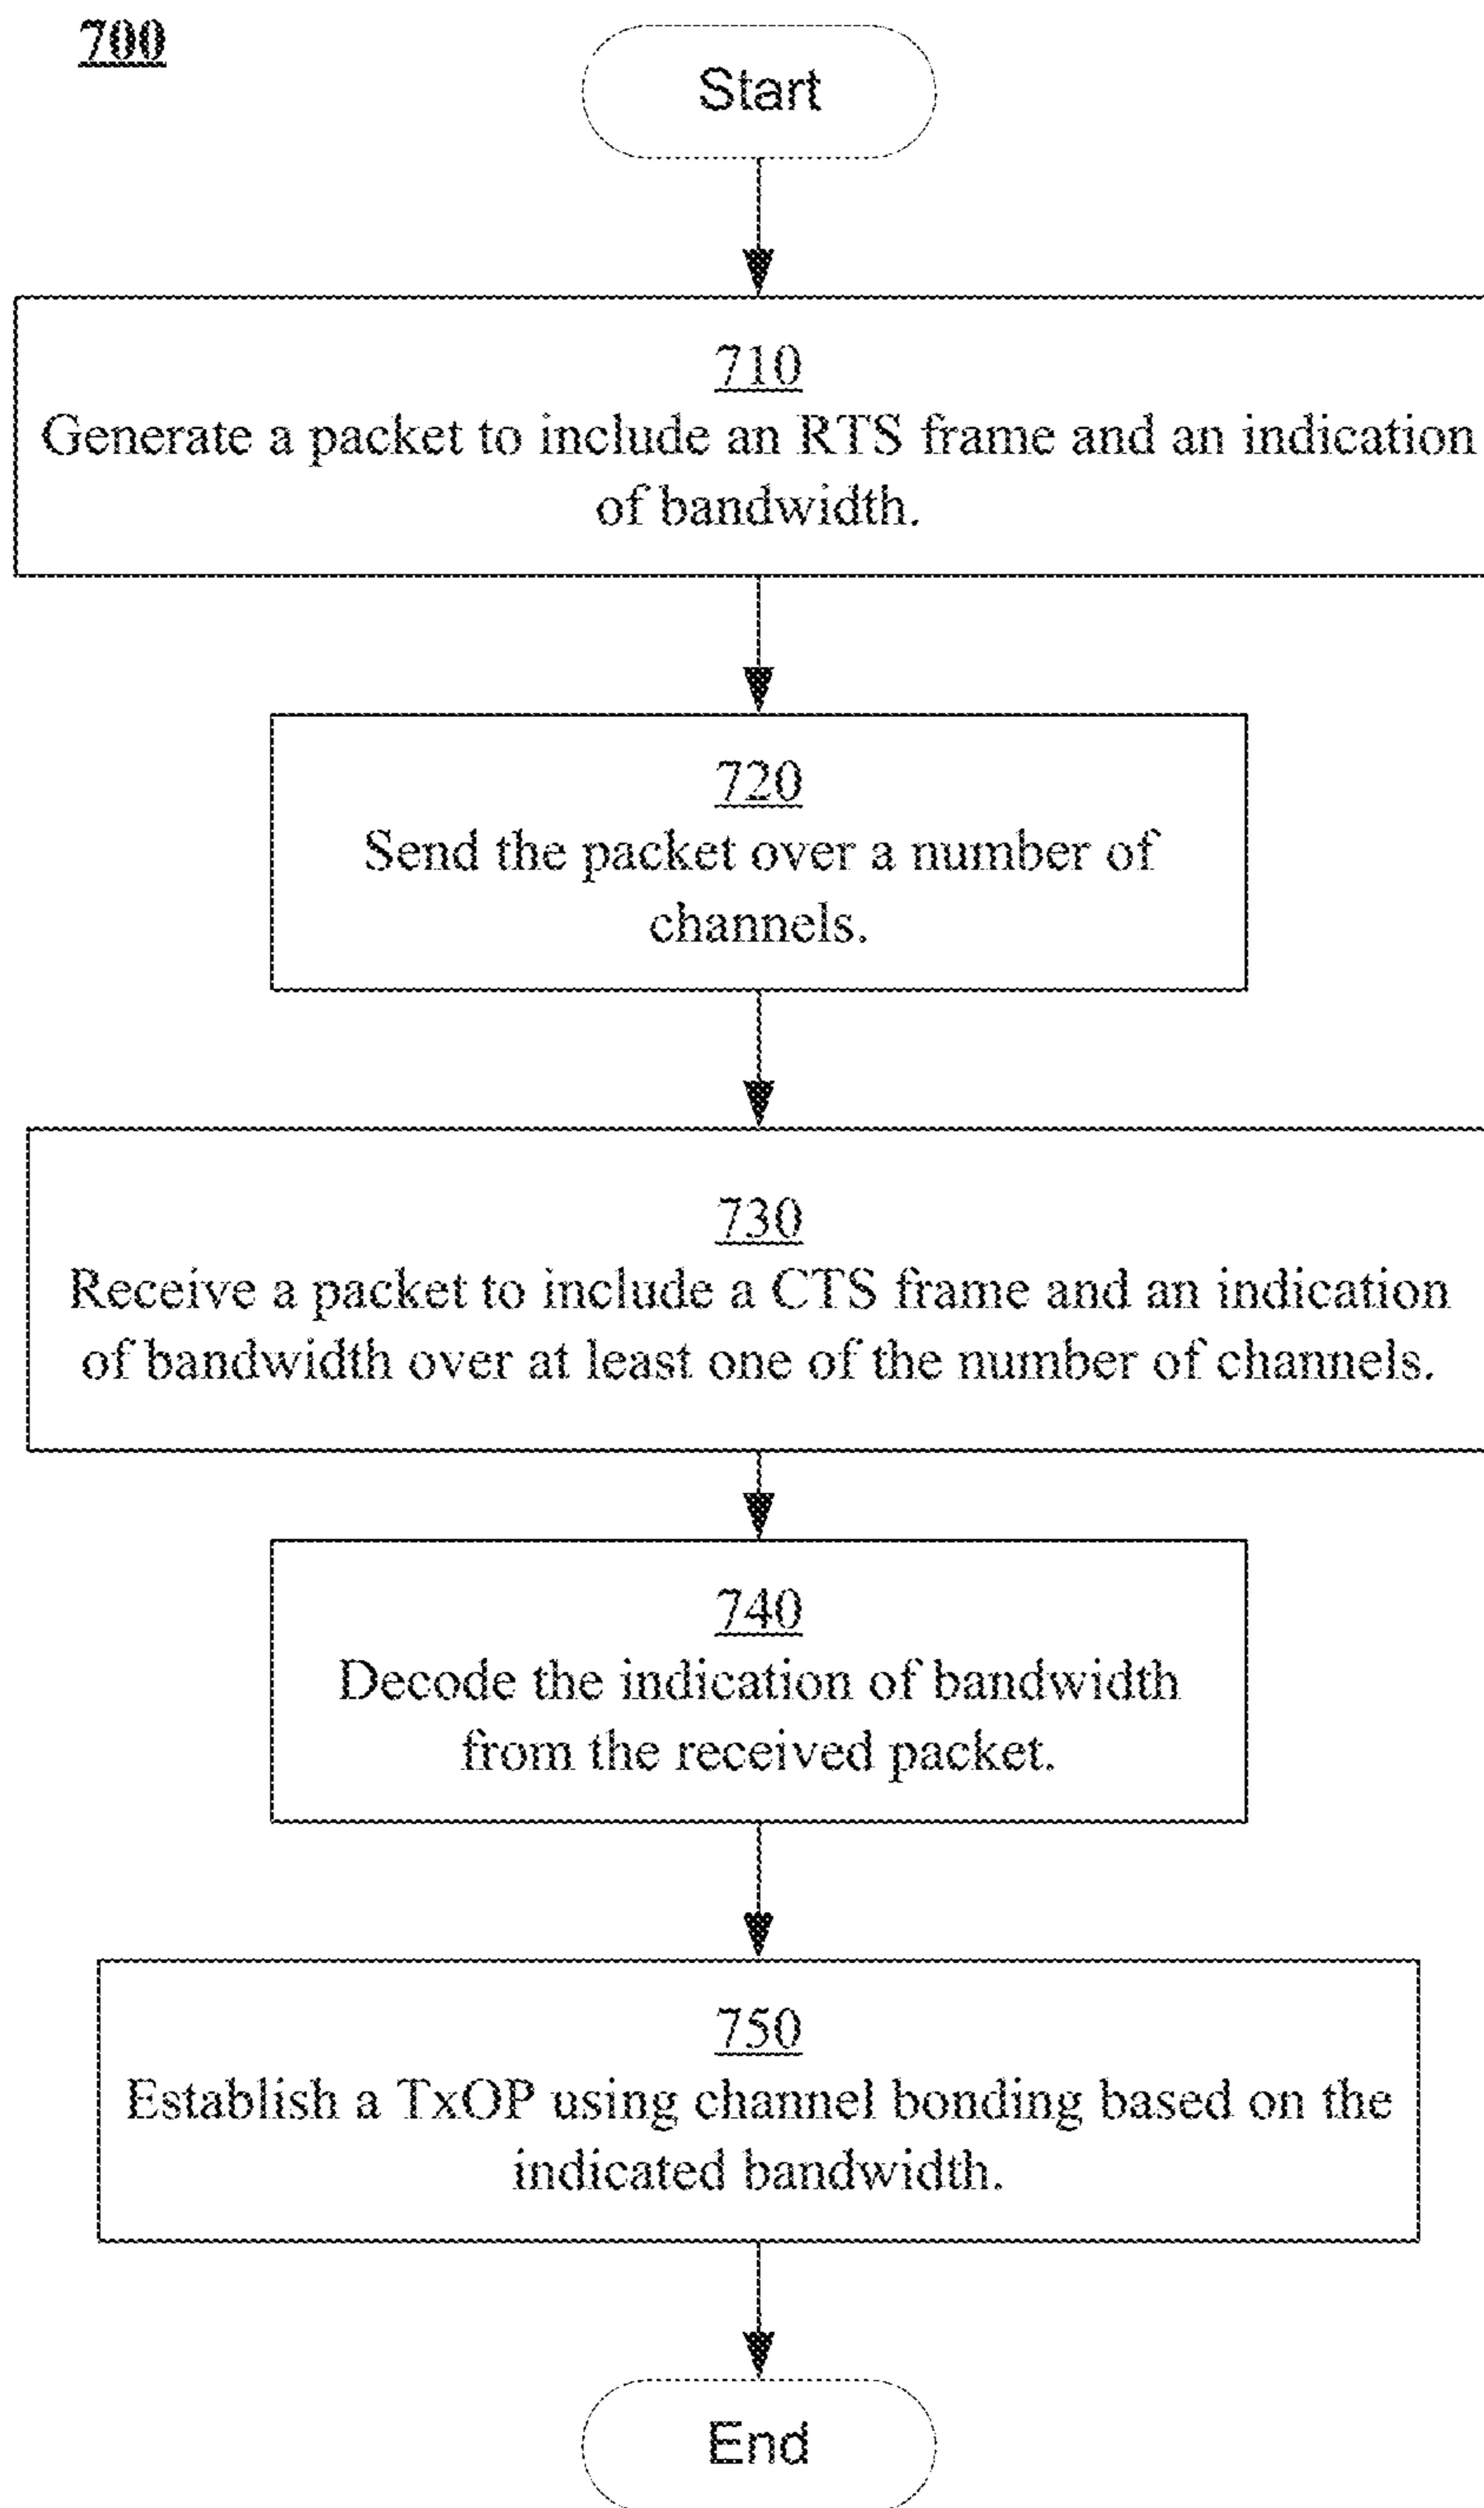 700
Start
710
Generate a packet to include an RTS frame and an indication
of bandwidth.
720
Send the packet over a number of
channels.
730
Receive a packet to include a CTS frame and an indication
of bandwidth over at least one of the number of channels.
740
Decode the indication of bandwidth
from the received packet.
750
Establish a TxOP using channel bonding based on the
indicated bandwidth.
End